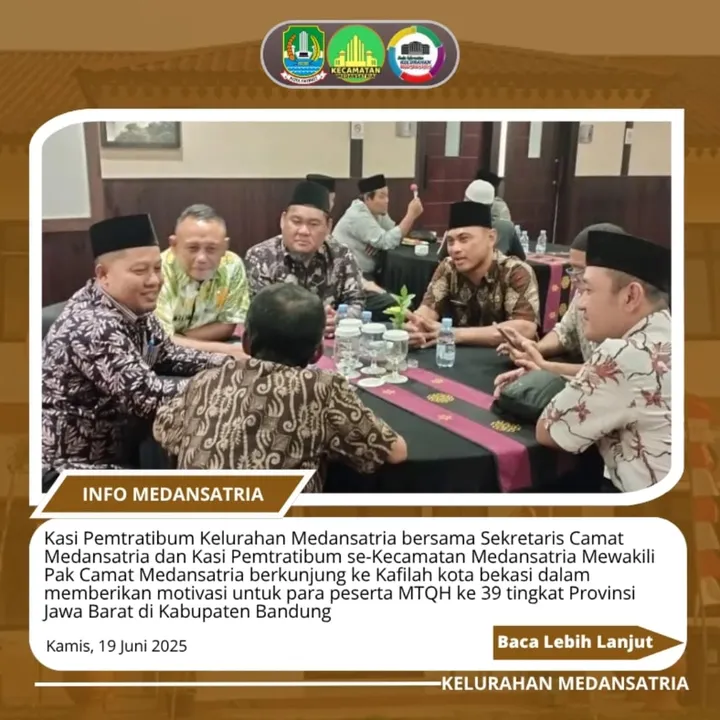 KECAMATAN
MEDANSATRIA
INFO MEDANSATRIA
Kasi Pemtratibum Kelurahan Medansatria bersama Sekretaris Camat
Medansatria dan Kasi Pemtratibum se-Kecamatan Medansatria Mewakili
Pak Camat Medansatria berkunjung ke Kafilah kota bekasi dalam
memberikan motivasi untuk para peserta MTQH ke 39 tingkat Provinsi
Jawa Barat di Kabupaten Bandung
Kamis, 19 Juni 2025
Baca Lebih Lanjut
KELURAHAN MEDANSATRIA